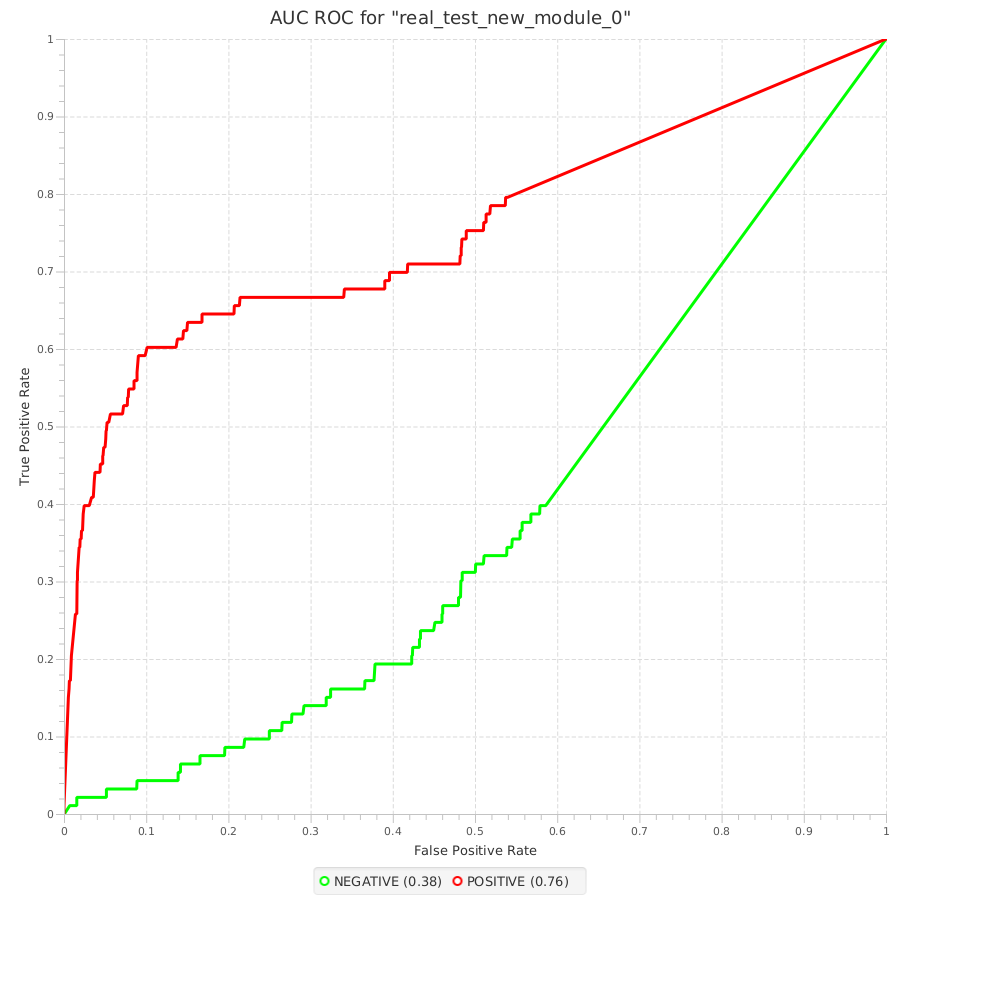 AUC ROC for "real_test_new_module_0"
1
0.9
0.8
0.7
0.6
0.5
0.4
0.3
0.2
0.1
0
True Positive Rate
0 0.1 0.2 0.3 0.4 0.5 0.6 0.7 0.8 0.9 1
False Positive Rate
NEGATIVE (0.38) POSITIVE (0.76)